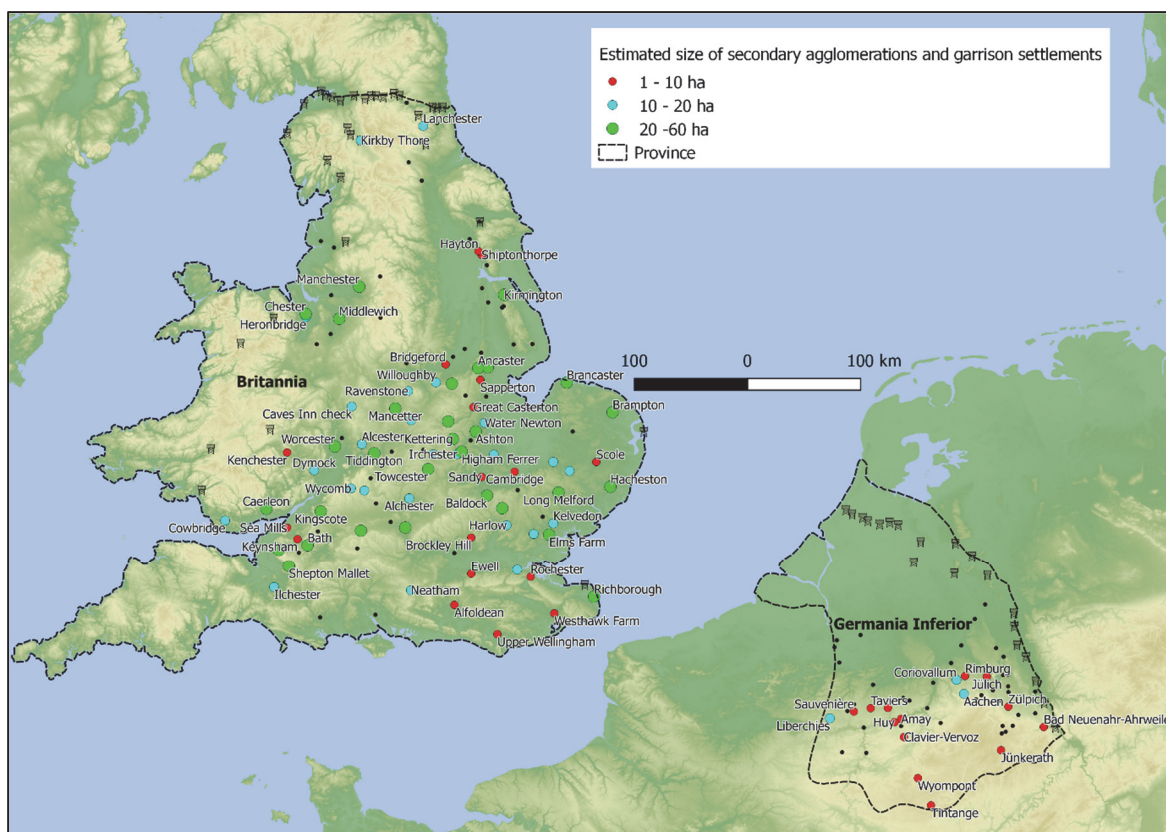 Estimated size of secondary agglomerations and garrison settlements
1 - 10 ha
10 - 20 ha
20 -60 ha
Province
Lanchester
Kirkby Thore
Hayton
Shiptonthorpe
Manchester
Kirmington
Chester
Middlewich
Heronbridge
Bridgeford
Ancaster
100 0 100 km
Britannia
Willoughby
Brancaster
Ravenstone
Sapperton
Caves Inn check
Mancetter
Great Casterton
Brampton
Water Newton
Worcester
Alcester
Kettering
Ashton
Kenchester
Irchester
Higham Ferrer
Scole
Dymock
Tiddington
Towcester
Sandy
Cambridge
Hacheston
Wycomb
Alchester
Baldock
Long Melford
Caerleon
Kingscote
Kelvedon
Cowbridge
Sea Mills
Harlow
Bath
Brockley Hill
Elms Farm
Keynsham
Shepton Mallet
Ewell
Rochester
Ilchester
Neatham
Richborough
Alfoldean
Westhawk Farm
Germania Inferior
Upper Wellingham
Coriovallum
Rimburg
Jülich
Aachen
Sauvenière
Taviers
Zülpich
Liberchies
Huy
Amay
Bad Neuenahr-Ahrweile
Clavier-Vervoz
Jünkerath
Wyompont
Tintange